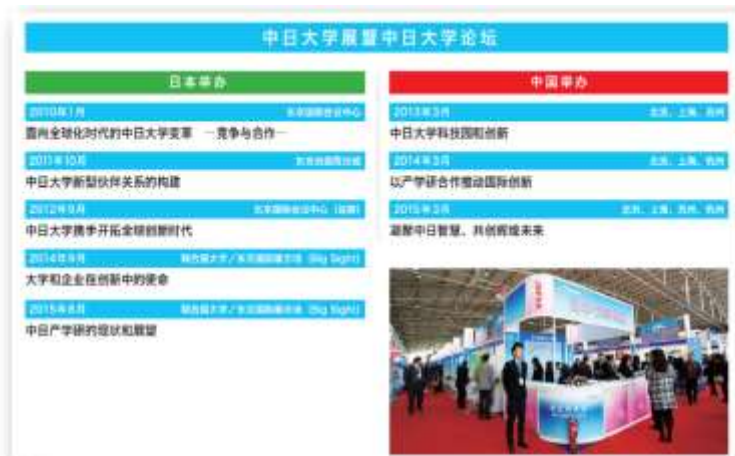 中日大学展暨中日大学论坛
日本举办
2010年1月
面向全球化时代的中日大学变革 —竞争与合作—
2011年10月
中日大学新型伙伴关系的构建
2012年9月
中日大学携手开拓全球创新时代
2014年9月
大学和企业在创新中的使命
2015年8月
中日产学研的现状和展望
中国举办
2013年3月 北京、上海、杭州
中日大学科技园和创新
2014年3月 北京、上海、杭州
以产学研合作推动国际创新
2015年3月
凝聚中日智慧、共创辉煌未来